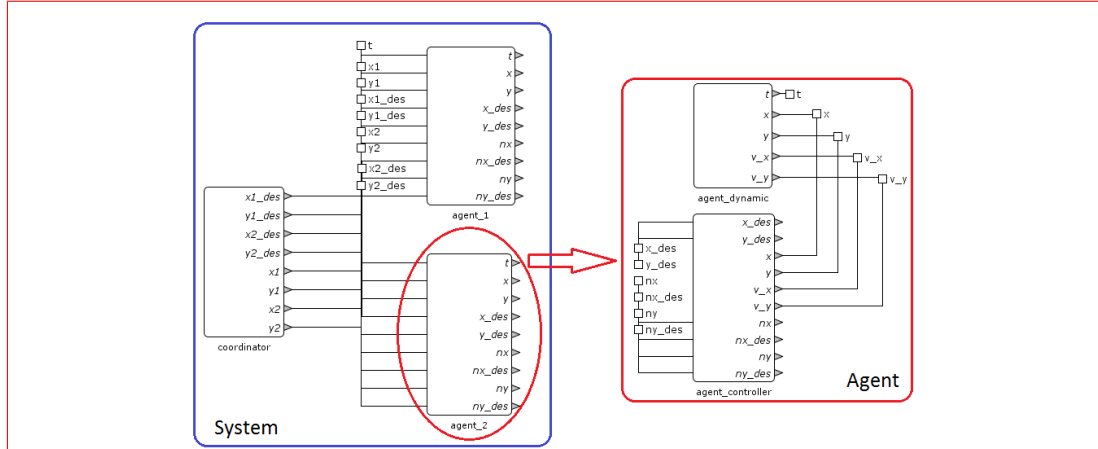 t
x1
y1
x1_des
y1_des
x2
y2
x2_des
y2_des
t
x
y
x_des
y_des
nx
nx_des
ny
ny_des
agent_1
x1_des
y1_des
x2_des
y2_des
x1
y1
x2
y2
coordinator
t
x
y
x_des
y_des
nx
nx_des
ny
ny_des
agent_2
System
t
x
y
v_x
v_y
agent_dynamic
t
x
y
v_x
v_y
x_des
y_des
nx
nx_des
ny
ny_des
x_des
y_des
x
y
v_x
v_y
nx
nx_des
ny
ny_des
agent_controller
Agent